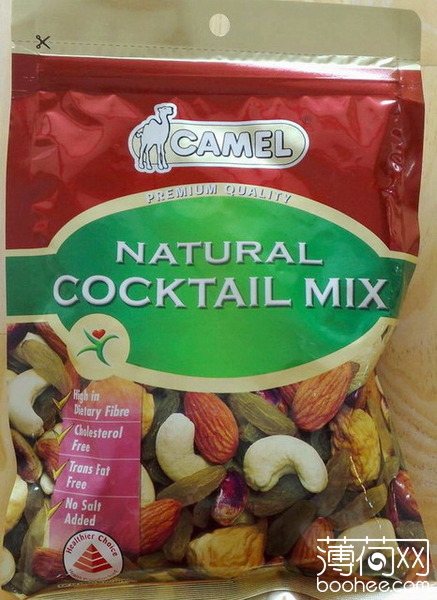 CAMEL
PREMIUM QUALITY
NATURAL
COCKTAIL MIX
High in
Dietary Fibre
Cholesterol
Free
Trans Fat
Free
No Salt
Added
Healthier Choice
薄荷网
boohee.com